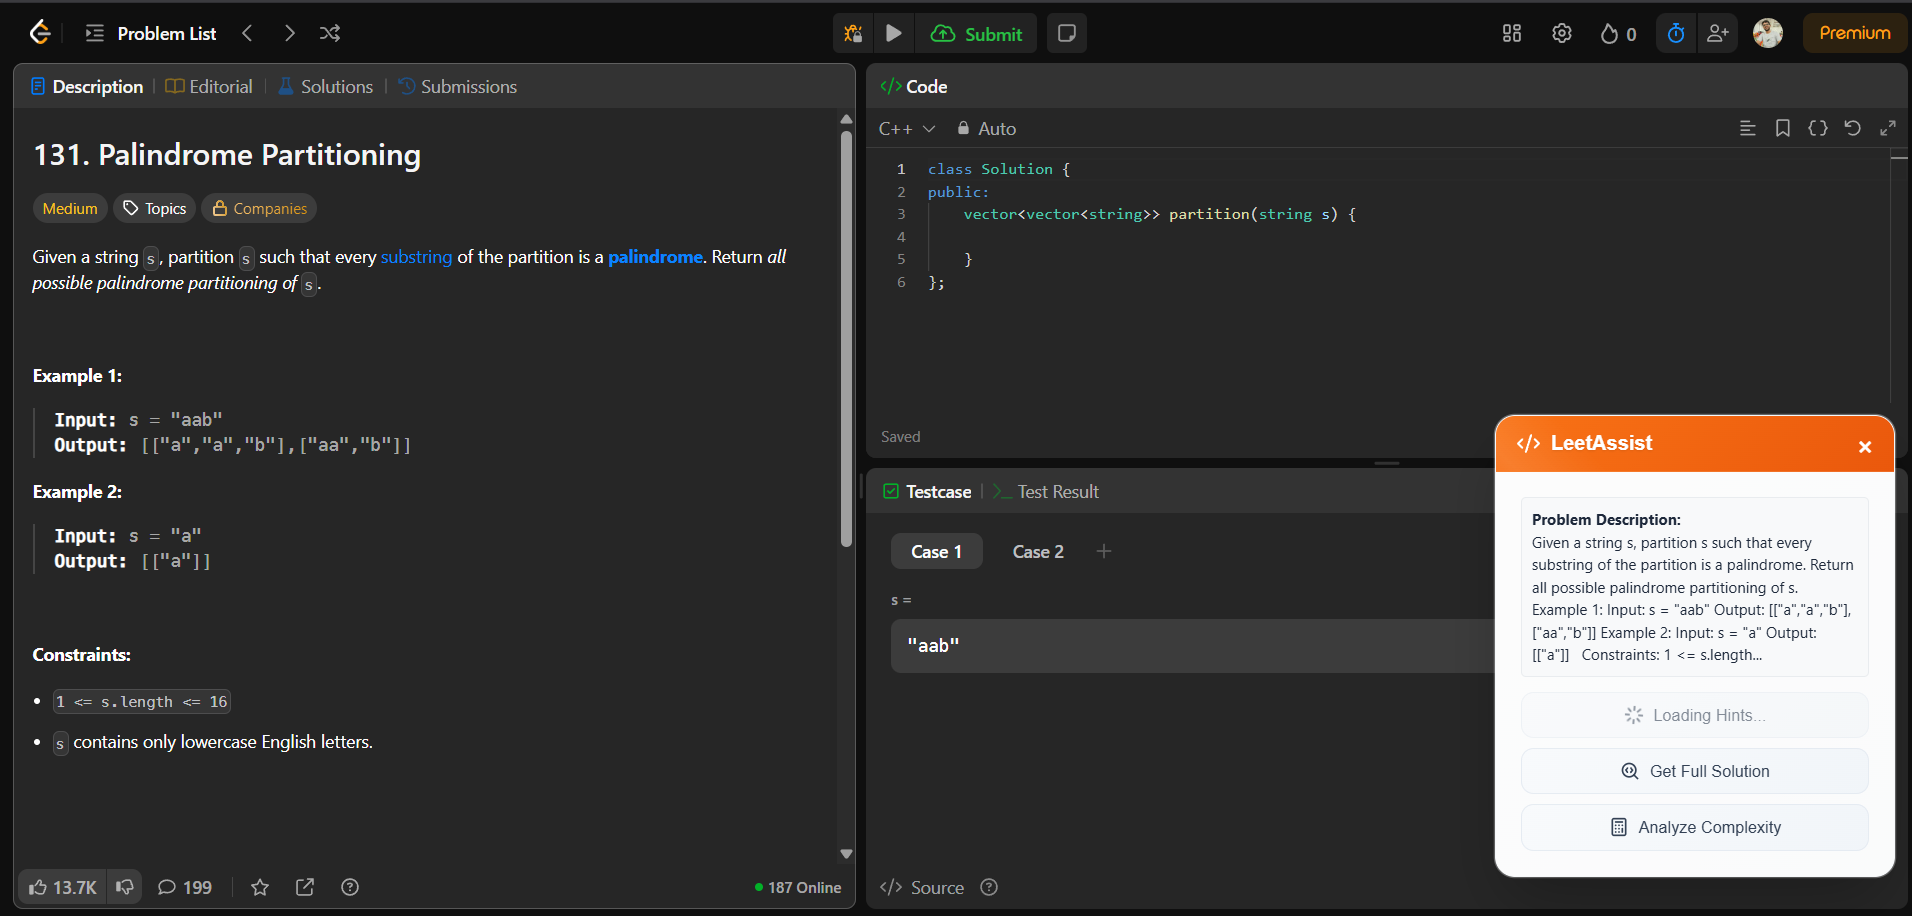 Problem List
Submit
0
Premium
Description
Editorial
Solutions
Submissions
131. Palindrome Partitioning
Medium
Topics
Companies
Given a string s, partition s such that every substring of the partition is a palindrome. Return all
possible palindrome partitioning of s.
Example 1:
Input: s = "aab"
Output: [["a","a","b"],["aa","b"]]
Example 2:
Input: s = "a"
Output: [["a"]]
Constraints:
1 <= s.length <= 16
s contains only lowercase English letters.
13.7K
199
187 Online
</> Code
C++
Auto
1 class Solution {
2 public:
3 vector<vector<string>> partition(string s) {
4
5 }
6 };
Saved
Testcase
Test Result
Case 1
Case 2
s =
"aab"
</> Source
</> LeetAssist
Problem Description:
Given a string s, partition s such that every
substring of the partition is a palindrome. Return
all possible palindrome partitioning of s.
Example 1: Input: s = "aab" Output: [["a","a","b"],
["aa","b"]] Example 2: Input: s = "a" Output:
[["a"]] Constraints: 1 <= s.length...
Loading Hints...
Get Full Solution
Analyze Complexity